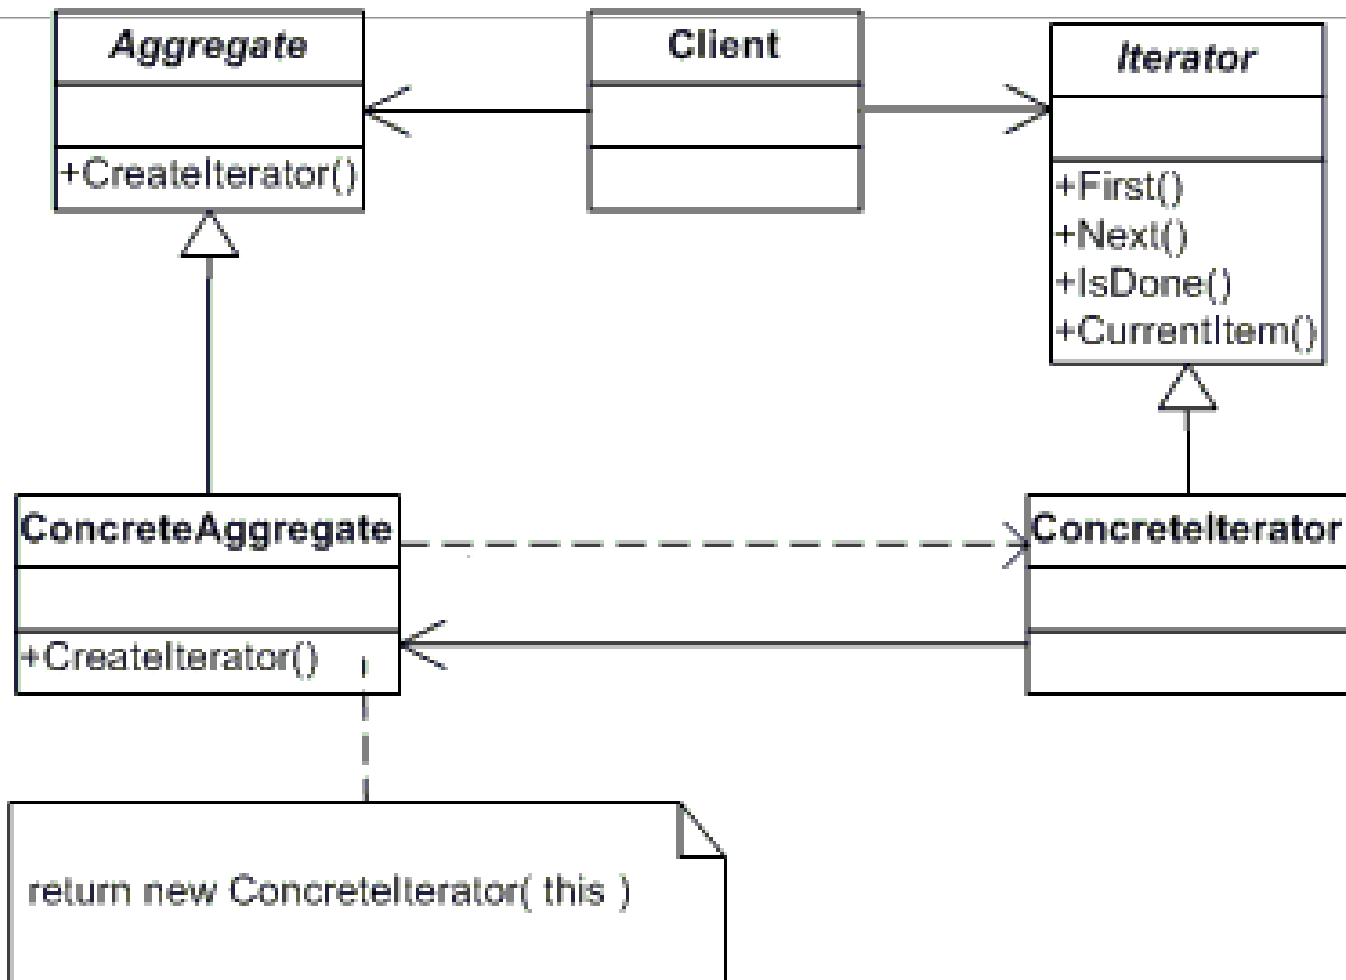 Aggregate
+CreateIterator()
Client
Iterator
+First()
+Next()
+IsDone()
+CurrentItem()
ConcreteAggregate
+CreateIterator()
ConcreteIterator
return new ConcreteIterator( this )